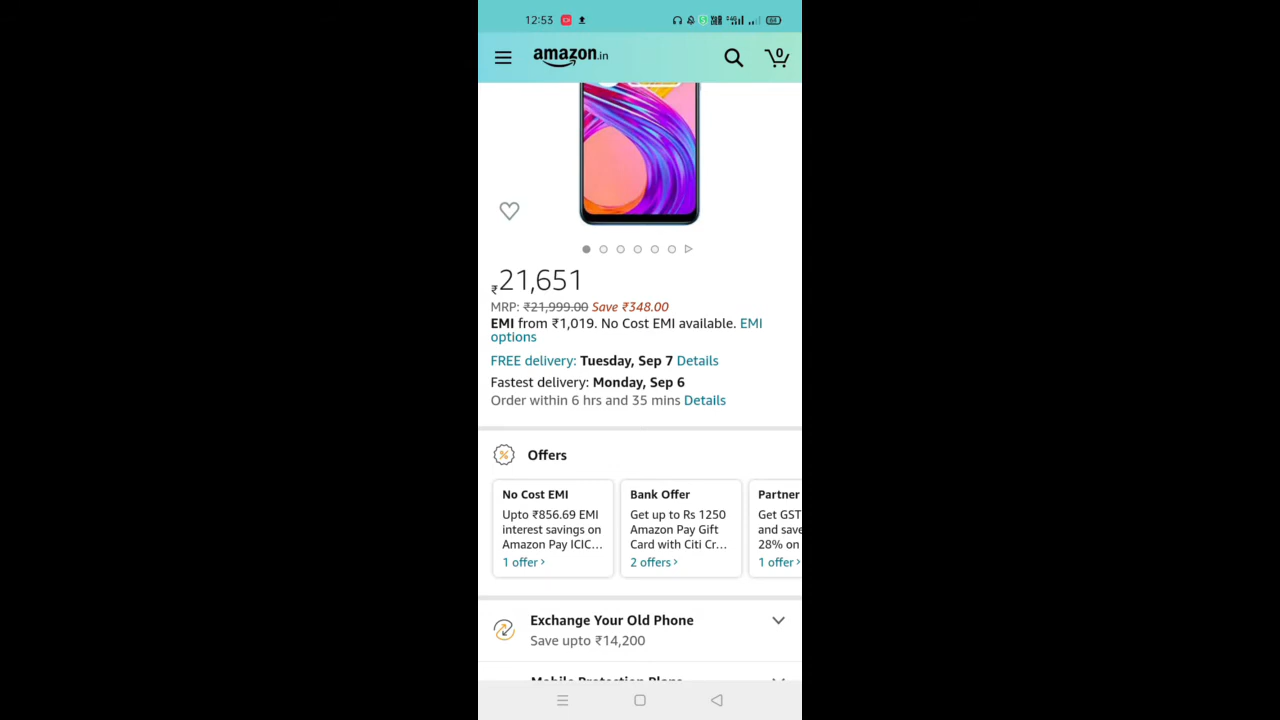 12:53
64
amazon.in
0
₹21,651
MRP: ₹21,999.00 Save ₹348.00
EMI from ₹1,019. No Cost EMI available. EMI
options
FREE delivery: Tuesday, Sep 7 Details
Fastest delivery: Monday, Sep 6
Order within 6 hrs and 35 mins Details
Offers
No Cost EMI
Upto ₹856.69 EMI
interest savings on
Amazon Pay ICIC...
1 offer ›
Bank Offer
Get up to Rs 1250
Amazon Pay Gift
Card with Citi Cr...
2 offers ›
Partner
Get GST
and save
28% on
1 offer ›
Exchange Your Old Phone
Save upto ₹14,200
Mobile Protection Plans